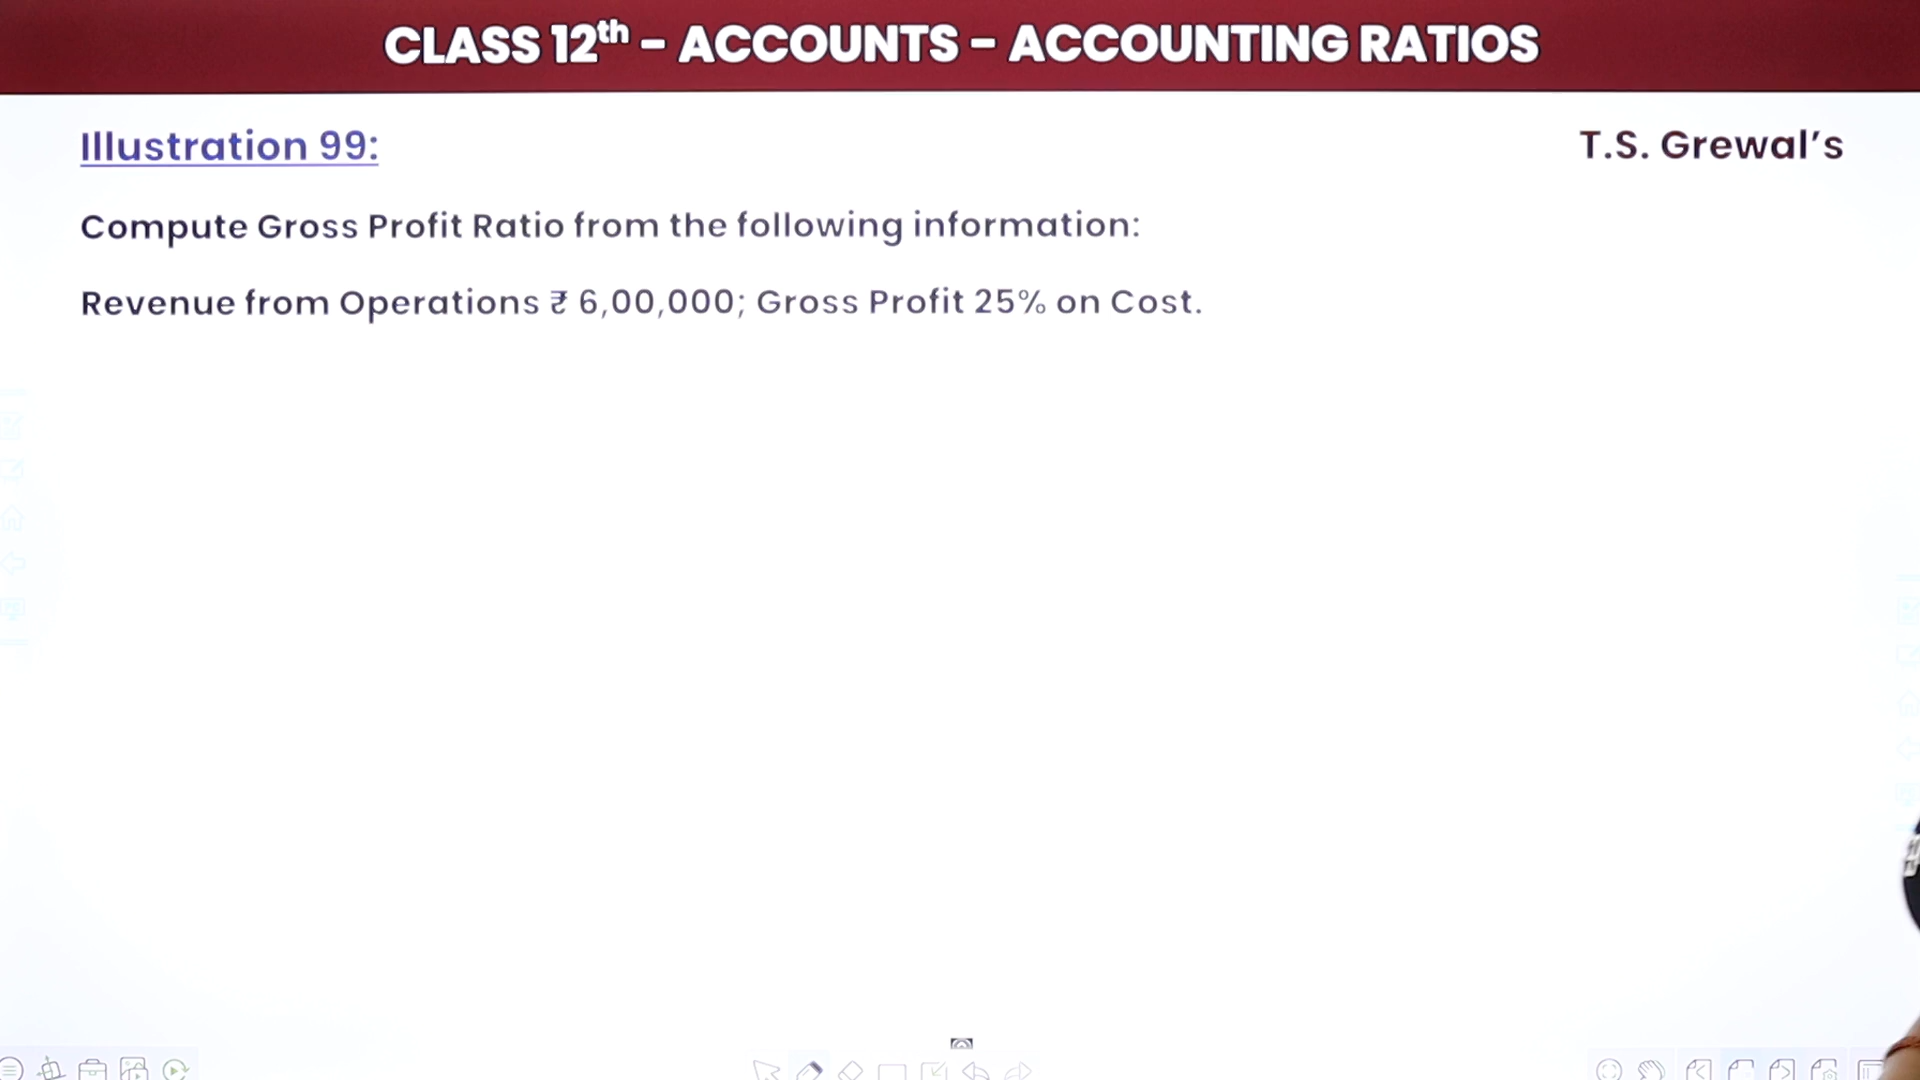 CLASS 12th – ACCOUNTS – ACCOUNTING RATIOS
Illustration 99:
T.S. Grewal's
Compute Gross Profit Ratio from the following information:
Revenue from Operations ₹ 6,00,000; Gross Profit 25% on Cost.